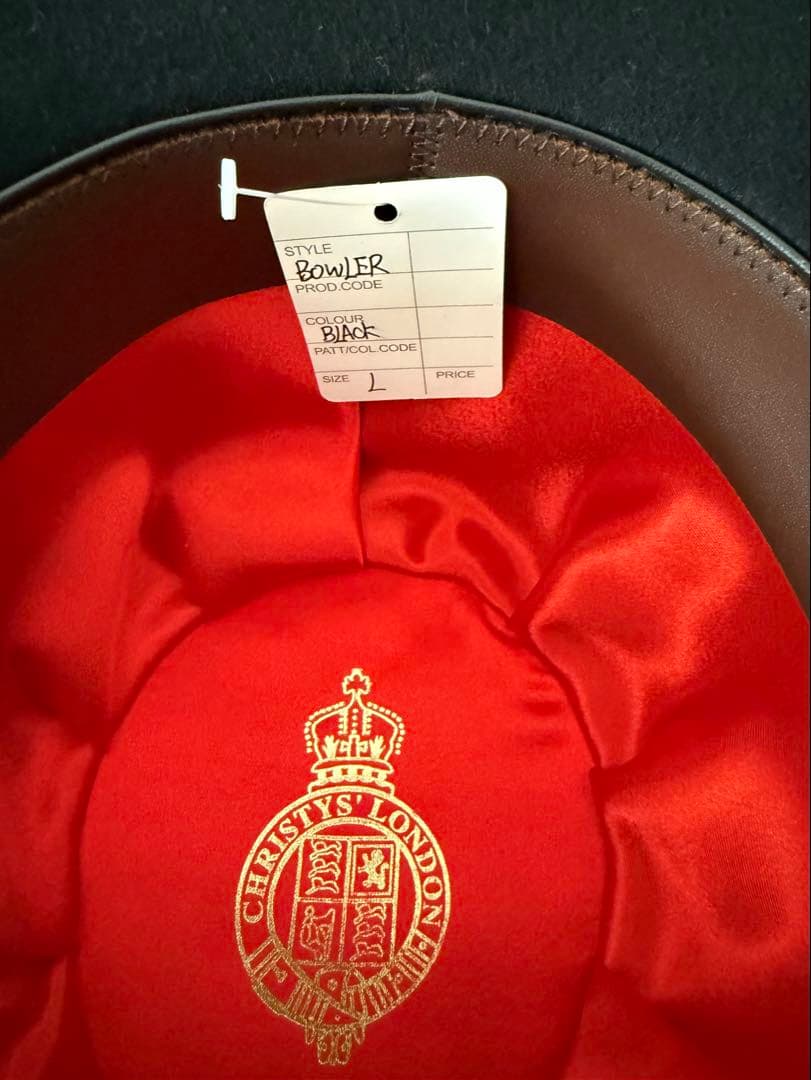 STYLE
BOWLER
PROD.CODE
COLOUR
BLACK
PATT/COL.CODE
SIZE L PRICE
CHRISTYS' LONDON